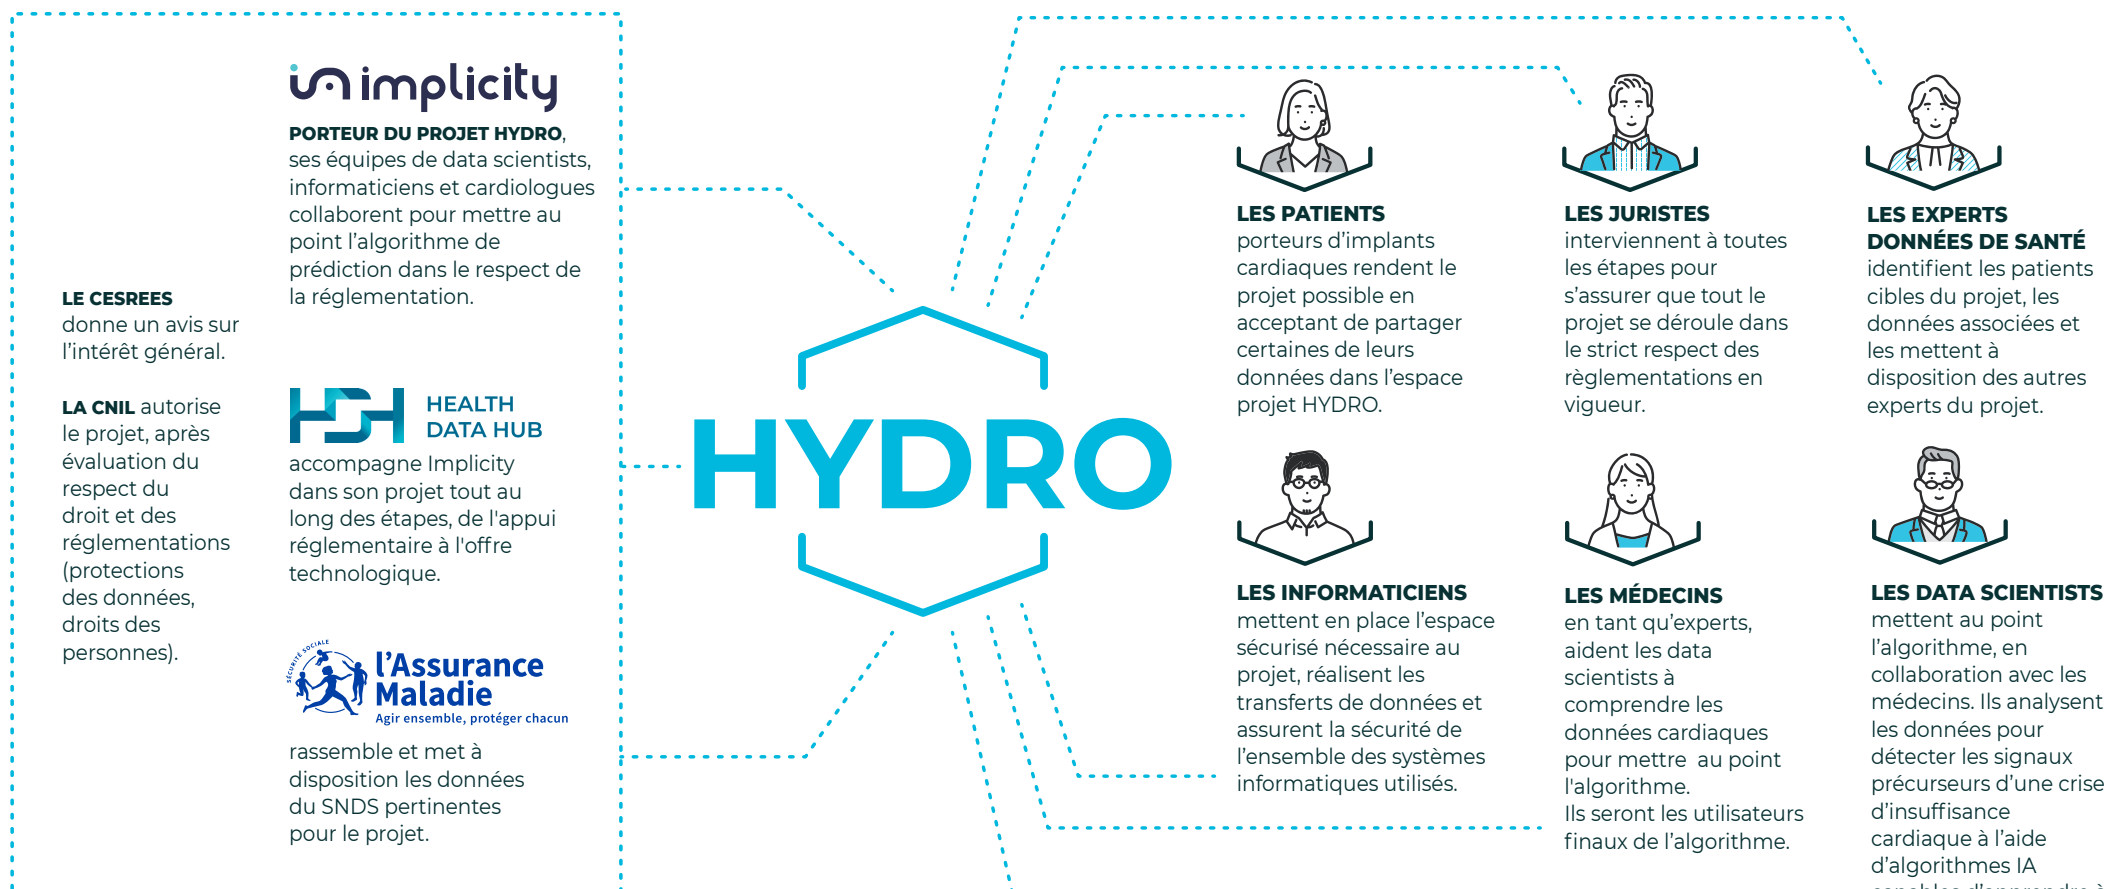 LE CESREES
donne un avis sur
l’intérêt général.
LA CNIL autorise
le projet, après
évaluation du
respect du
droit et des
réglementations
(protections
des données,
droits des
personnes).
implicity
PORTEUR DU PROJET HYDRO,
ses équipes de data scientists,
informaticiens et cardiologues
collaborent pour mettre au
point l’algorithme de
prédiction dans le respect de
la réglementation.
HEALTH
DATA HUB
accompagne Implicity
dans son projet tout au
long des étapes, de l'appui
réglementaire à l'offre
technologique.
SÉCURITÉ SOCIALE
l’Assurance
Maladie
Agir ensemble, protéger chacun
rassemble et met à
disposition les données
du SNDS pertinentes
pour le projet.
HYDRO
LES PATIENTS
porteurs d’implants
cardiaques rendent le
projet possible en
acceptant de partager
certaines de leurs
données dans l’espace
projet HYDRO.
LES JURISTES
interviennent à toutes
les étapes pour
s’assurer que tout le
projet se déroule dans
le strict respect des
règlementations en
vigueur.
LES EXPERTS
DONNÉES DE SANTÉ
identifient les patients
cibles du projet, les
données associées et
les mettent à
disposition des autres
experts du projet.
LES INFORMATICIENS
mettent en place l’espace
sécurisé nécessaire au
projet, réalisent les
transferts de données et
assurent la sécurité de
l’ensemble des systèmes
informatiques utilisés.
LES MÉDECINS
en tant qu’experts,
aident les data
scientists à
comprendre les
données cardiaques
pour mettre  au point
l'algorithme.
Ils seront les utilisateurs
finaux de l’algorithme.
LES DATA SCIENTISTS
mettent au point
l’algorithme, en
collaboration avec les
médecins. Ils analysent
les données pour
détecter les signaux
précurseurs d’une crise
d’insuffisance
cardiaque à l’aide
d’algorithmes IA